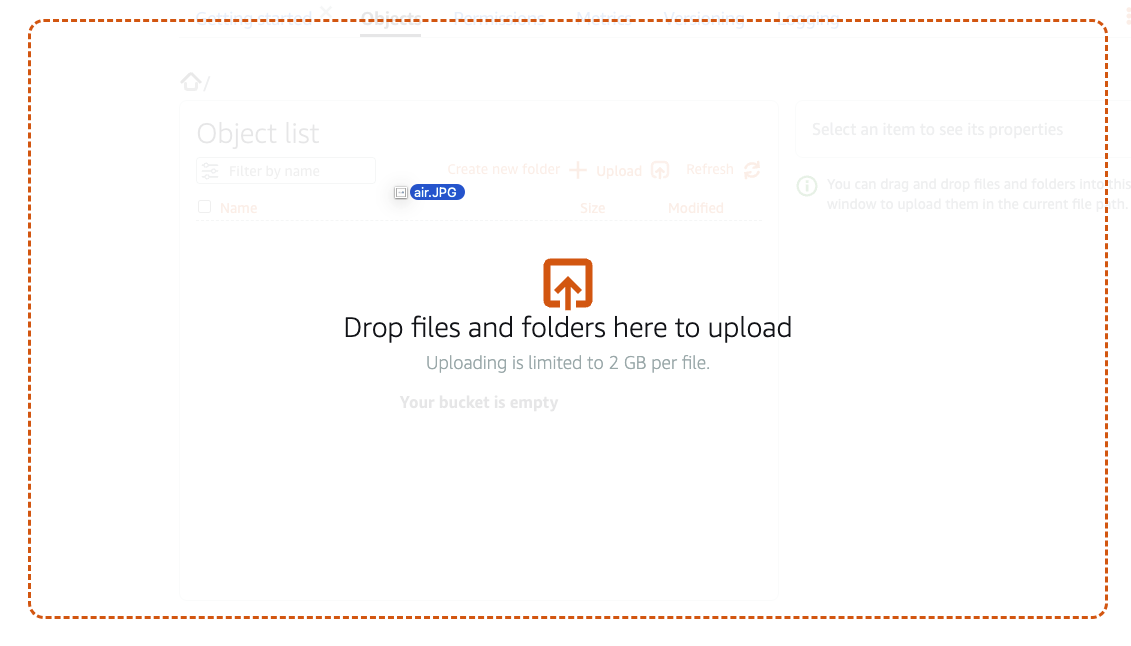 Getting started Objects Permissions Metrics Versioning Logging
/
Object list
Select an item to see its properties
Filter by name Create new folder Upload Refresh
air.JPG
You can drag and drop files and folders into this
window to upload them in the current file path.
Name Size Modified
Drop files and folders here to upload
Uploading is limited to 2 GB per file.
Your bucket is empty